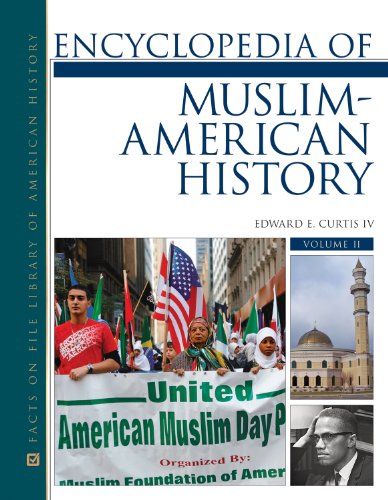 FACTS ON FILE LIBRARY OF AMERICAN HISTORY
ENCYCLOPEDIA OF
MUSLIM-
AMERICAN
HISTORY
EDWARD E. CURTIS IV
VOLUME II
United
American Muslim Day P
Organized By:
Muslim Foundation of Amer